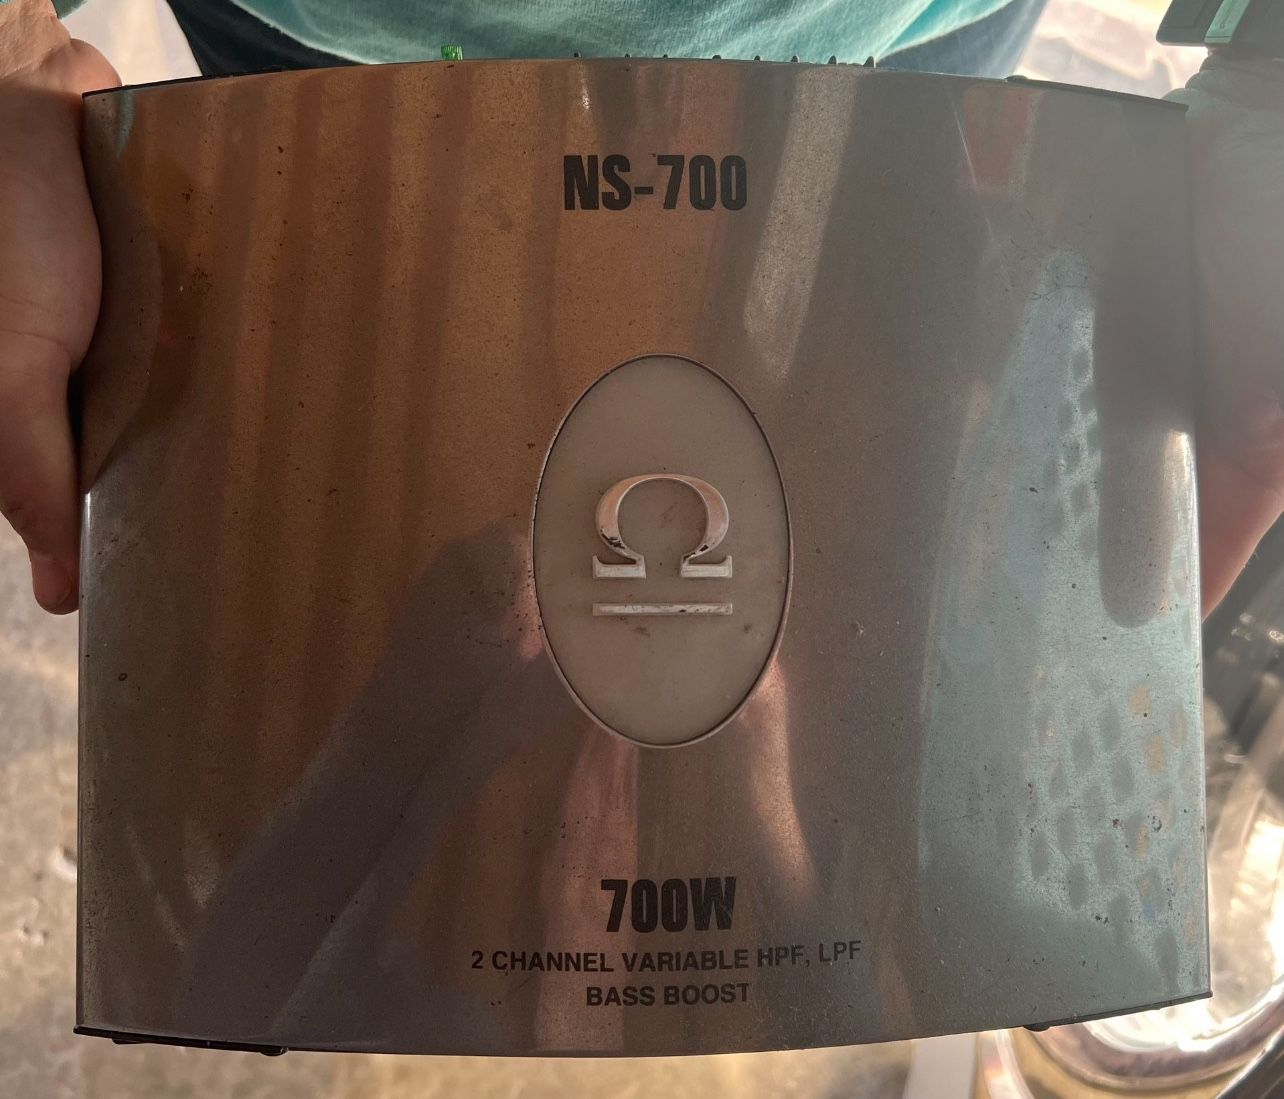 NS-700
Ω
700W
2 CHANNEL VARIABLE HPF, LPF
BASS BOOST